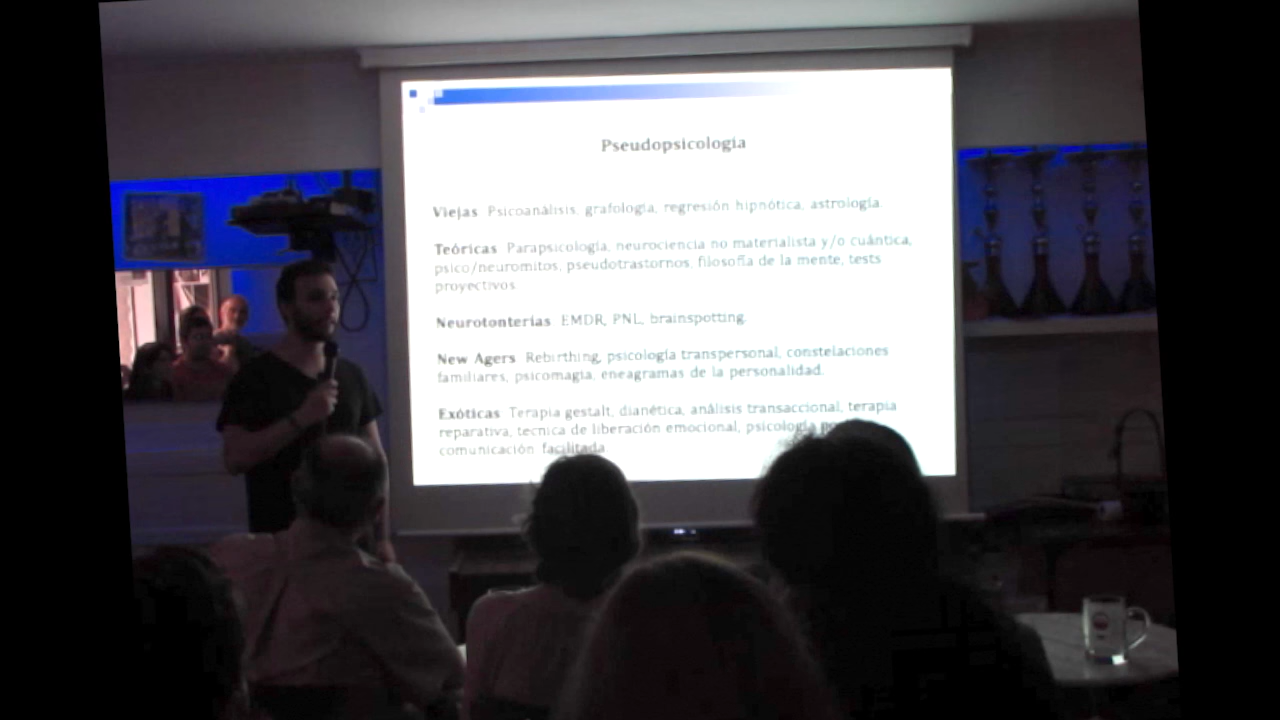 Pseudopsicología
Viejas Psicoanálisis, grafología, regresión hipnótica, astrología.
Teóricas Parapsicología, neurociencia no materialista y/o cuántica,
psico/neuromitos, pseudotrastornos, filosofía de la mente, tests
proyectivos.
Neurotonterías EMDR, PNL, brainspotting.
New Agers Rebirthing, psicología transpersonal, constelaciones
familiares, psicomagia, eneagramas de la personalidad.
Exóticas Terapia gestalt, dianética, análisis transaccional, terapia
reparativa, tecnica de liberación emocional, psicología
comunicación facilitada.